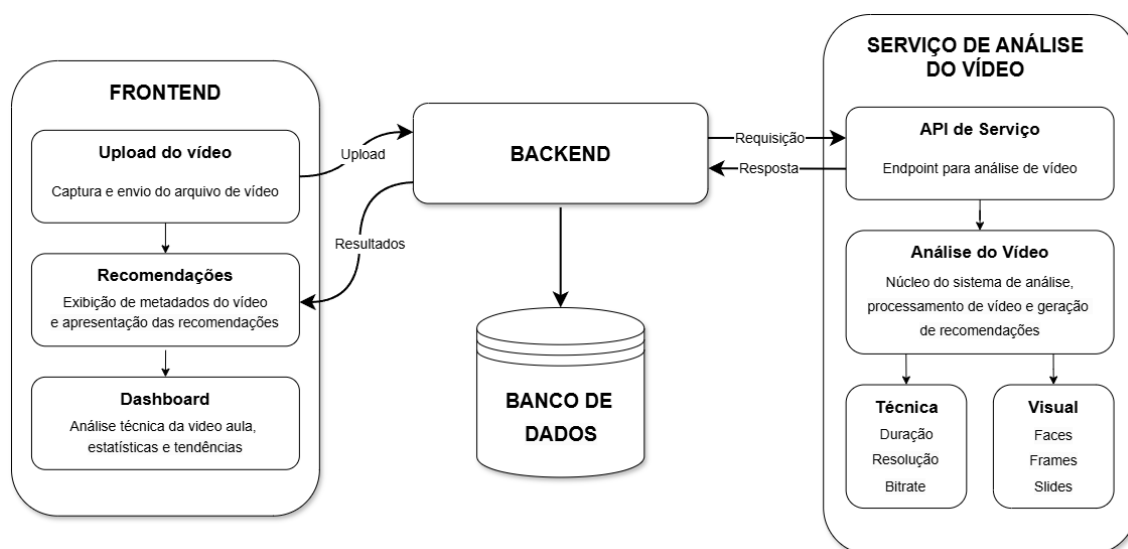 FRONTEND
Upload do vídeo
Captura e envio do arquivo de vídeo
Recomendações
Exibição de metadados do vídeo
e apresentação das recomendações
Dashboard
Análise técnica da video aula,
estatísticas e tendências
Upload
Resultados
BACKEND
BANCO DE
DADOS
Requisição
Resposta
SERVIÇO DE ANÁLISE
DO VÍDEO
API de Serviço
Endpoint para análise de vídeo
Análise do Vídeo
Núcleo do sistema de análise,
processamento de vídeo e geração
de recomendações
Técnica
Duração
Resolução
Bitrate
Visual
Faces
Frames
Slides